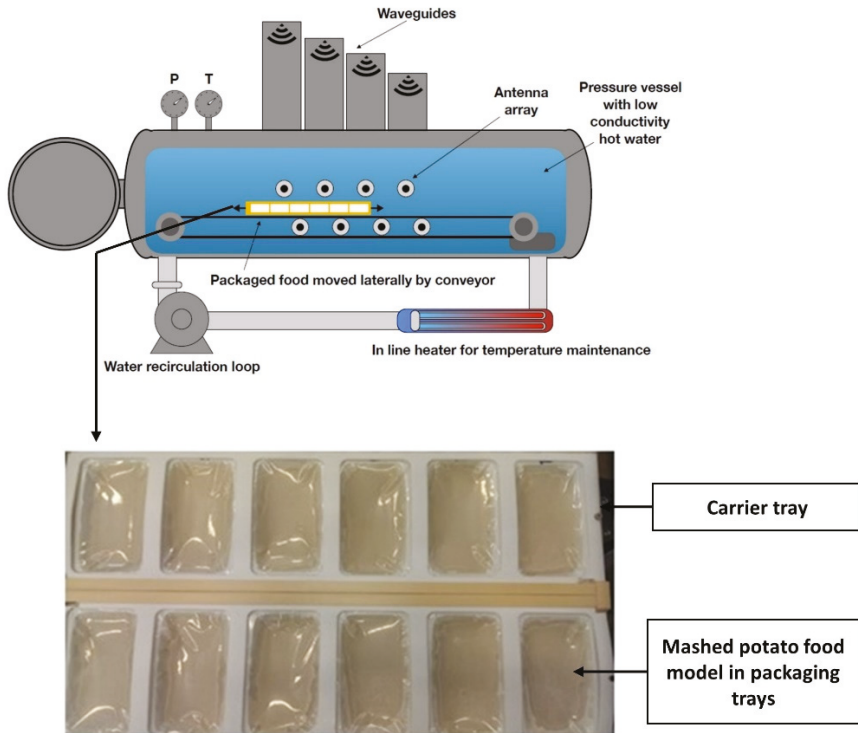 Waveguides
P T
Antenna
array
Pressure vessel
with low
conductivity
hot water
Packaged food moved laterally by conveyor
In line heater for temperature maintenance
Water recirculation loop
Carrier tray
Mashed potato food
model in packaging
trays